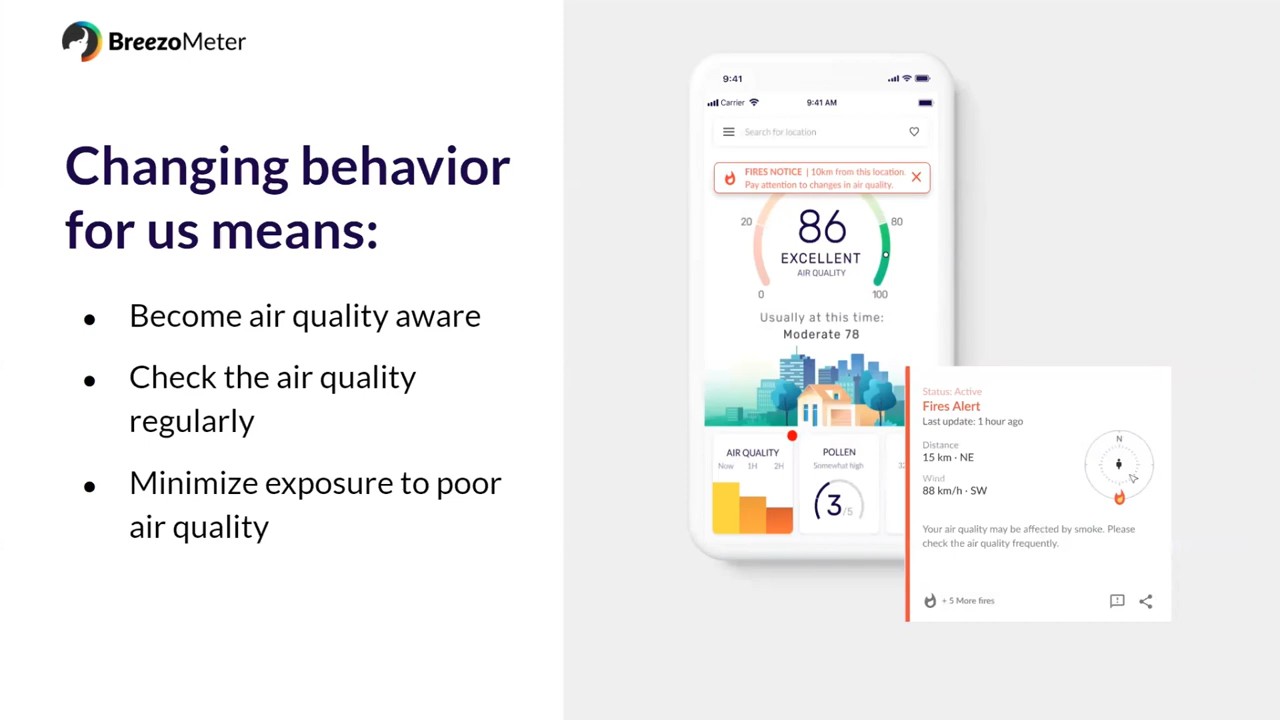 BreezoMeter
Changing behavior
for us means:
● Become air quality aware
● Check the air quality
regularly
● Minimize exposure to poor
air quality
9:41
Carrier 9:41 AM
Search for location
FIRES NOTICE | 10km from this location.
Pay attention to changes in air quality.
20 80
86
EXCELLENT
AIR QUALITY
0 100
Usually at this time:
Moderate 78
AIR QUALITY
Now 1H 2H
POLLEN
Somewhat high
3/5
Status: Active
Fires Alert
Last update: 1 hour ago
Distance
15 km · NE
Wind
88 km/h · SW
N
Your air quality may be affected by smoke. Please
check the air quality frequently.
+ 5 More fires